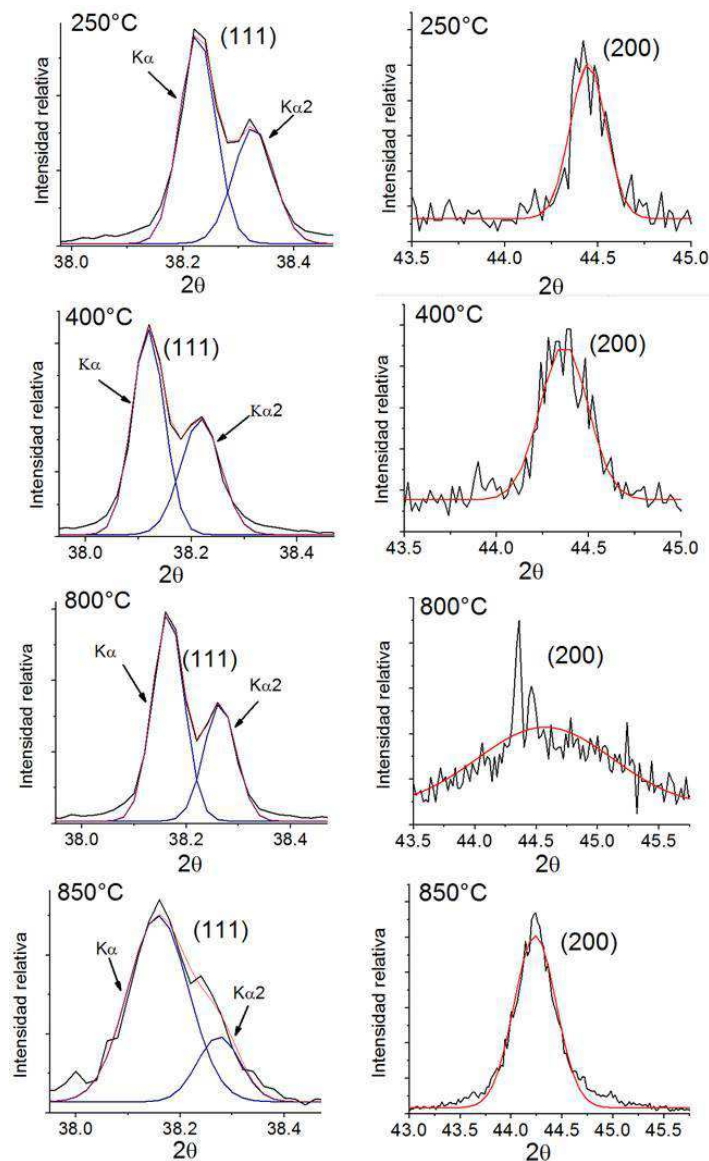 250°C
(111)
Kα
Kα2
Intensidad relativa
38.0 38.2 38.4
2θ
250°C
(200)
Intensidad relativa
43.5 44.0 44.5 45.0
2θ
400°C
(111)
Kα
Kα2
Intensidad relativa
38.0 38.2 38.4
2θ
400°C
(200)
Intensidad relativa
43.5 44.0 44.5 45.0
2θ
800°C
(111)
Kα
Kα2
Intensidad relativa
38.0 38.2 38.4
2θ
800°C
(200)
Intensidad relativa
43.5 44.0 44.5 45.0 45.5
2θ
850°C
(111)
Kα
Kα2
Intensidad relativa
38.0 38.2 38.4
2θ
850°C
(200)
Intensidad relativa
43.0 43.5 44.0 44.5 45.0 45.5
2θ